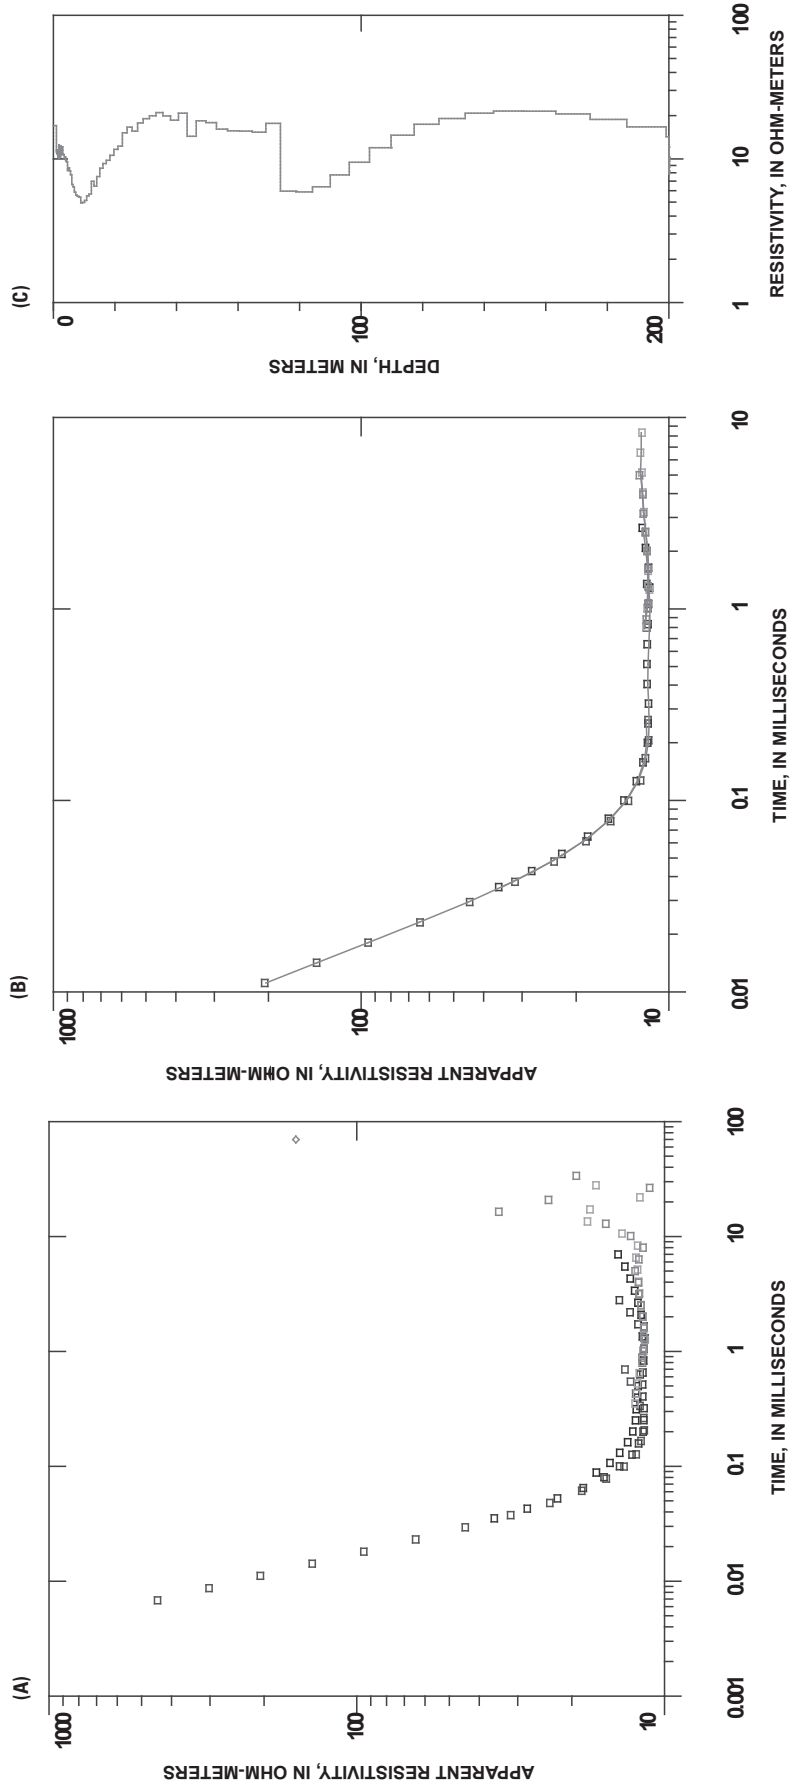 (A)
APPARENT RESISTIVITY, IN OHM-METERS
1000
100
10
0.001
0.01
0.1
1
10
100
TIME, IN MILLISECONDS
(B)
APPARENT RESISTIVITY, IN OHM-METERS
1000
100
10
0.01
0.1
1
10
TIME, IN MILLISECONDS
(C)
DEPTH, IN METERS
0
100
200
1
10
100
RESISTIVITY, IN OHM-METERS